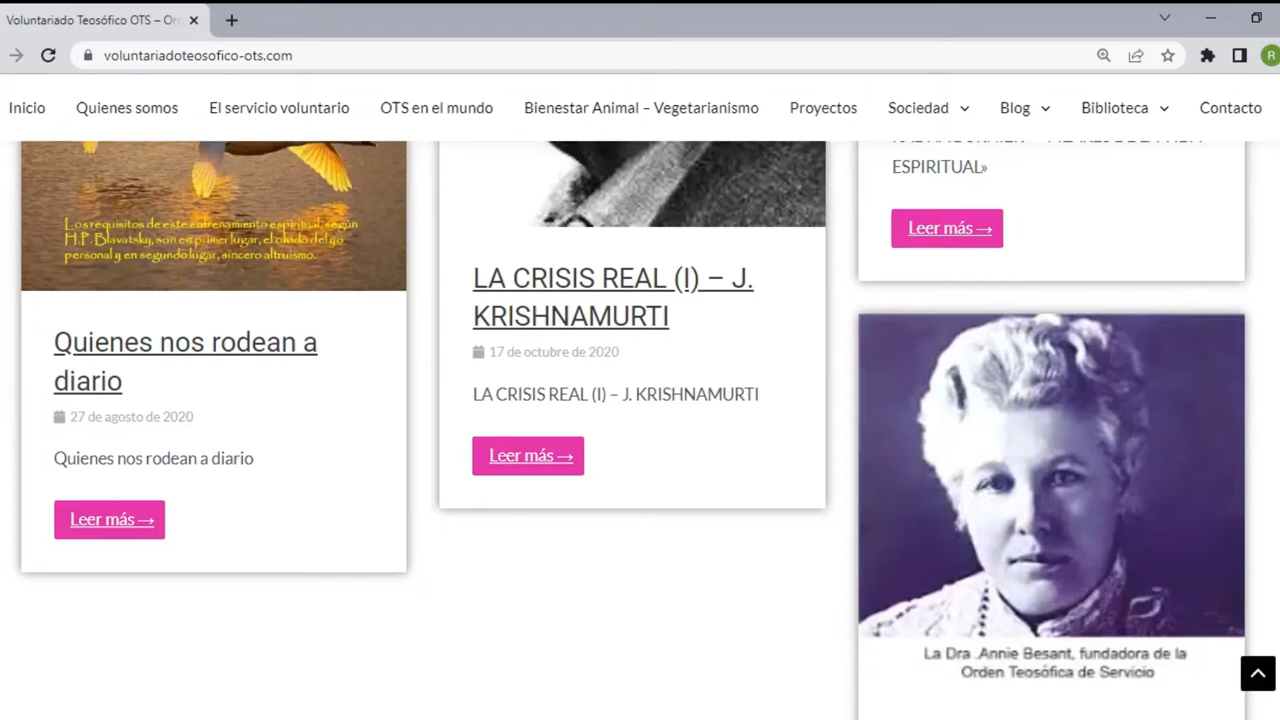 Voluntariado Teosófico OTS – Or
voluntariadoteosofico-ots.com
R
Inicio
Quienes somos
El servicio voluntario
OTS en el mundo
Bienestar Animal – Vegetarianismo
Proyectos
Sociedad
Blog
Biblioteca
Contacto
Los requisitos de este entrenamiento espiritual, según
H.P. Blavatsky, son en primer lugar, el olvido del yo
personal y en segundo lugar, sincero altruismo.
Quienes nos rodean a
diario
27 de agosto de 2020
Quienes nos rodean a diario
Leer más →
LA CRISIS REAL (I) – J.
KRISHNAMURTI
17 de octubre de 2020
LA CRISIS REAL (I) – J. KRISHNAMURTI
Leer más →
ESPIRITUAL»
Leer más →
La Dra .Annie Besant, fundadora de la
Orden Teosófica de Servicio